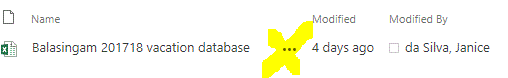 Name Modified Modified By
Balasingam 201718 vacation database ... 4 days ago da Silva, Janice